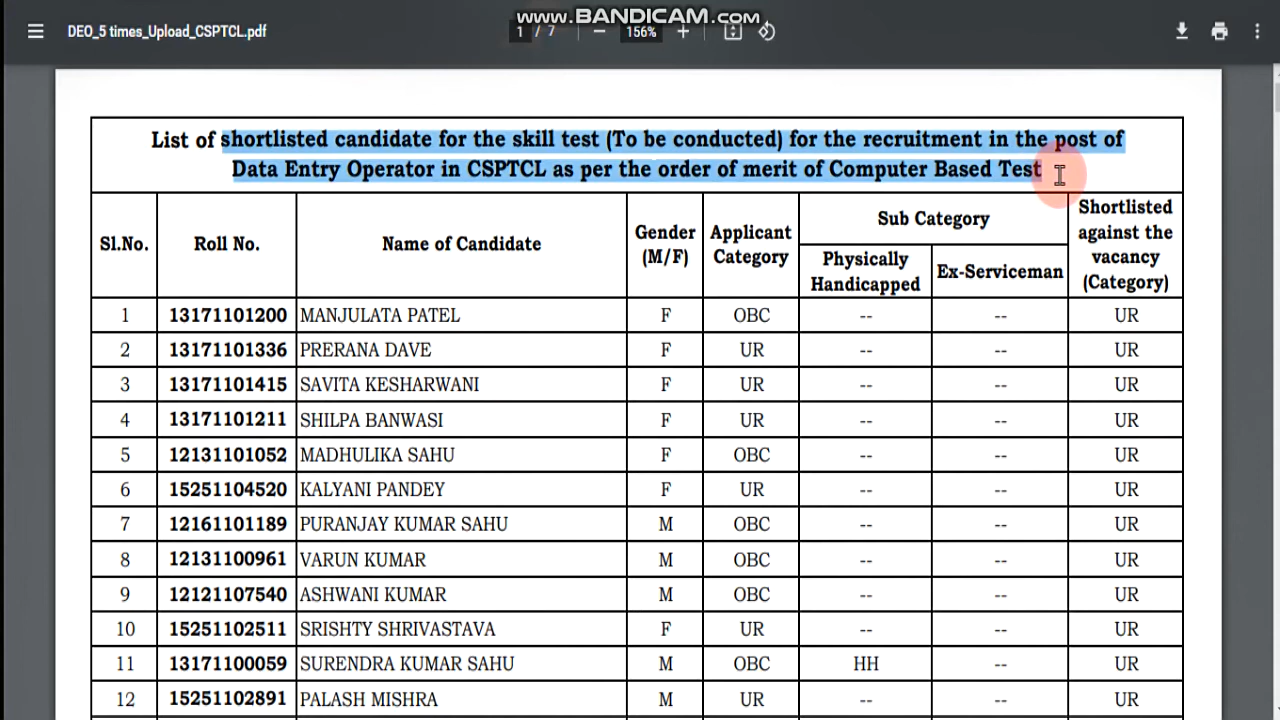 www.BANDICAM.com
DEO_5 times_Upload_CSPTCL.pdf
1 / 7
156%
List of shortlisted candidate for the skill test (To be conducted) for the recruitment in the post of
Data Entry Operator in CSPTCL as per the order of merit of Computer Based Test
Sl.No. Roll No. Name of Candidate Gender (M/F) Applicant Category Sub Category Shortlisted against the vacancy (Category)
Physically Handicapped Ex-Serviceman
1 13171101200 MANJULATA PATEL F OBC -- -- UR
2 13171101336 PRERANA DAVE F UR -- -- UR
3 13171101415 SAVITA KESHARWANI F UR -- -- UR
4 13171101211 SHILPA BANWASI F UR -- -- UR
5 12131101052 MADHULIKA SAHU F OBC -- -- UR
6 15251104520 KALYANI PANDEY F UR -- -- UR
7 12161101189 PURANJAY KUMAR SAHU M OBC -- -- UR
8 12131100961 VARUN KUMAR M OBC -- -- UR
9 12121107540 ASHWANI KUMAR M OBC -- -- UR
10 15251102511 SRISHTY SHRIVASTAVA F UR -- -- UR
11 13171100059 SURENDRA KUMAR SAHU M OBC HH -- UR
12 15251102891 PALASH MISHRA M UR -- -- UR